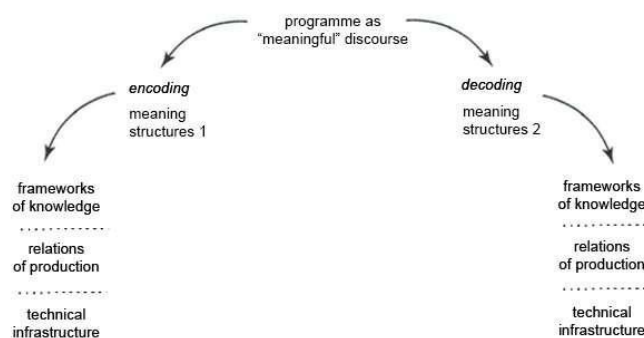 programme as
“meaningful” discourse
encoding
meaning
structures 1
decoding
meaning
structures 2
frameworks
of knowledge
relations
of production
technical
infrastructure
frameworks
of knowledge
relations
of production
technical
infrastructure